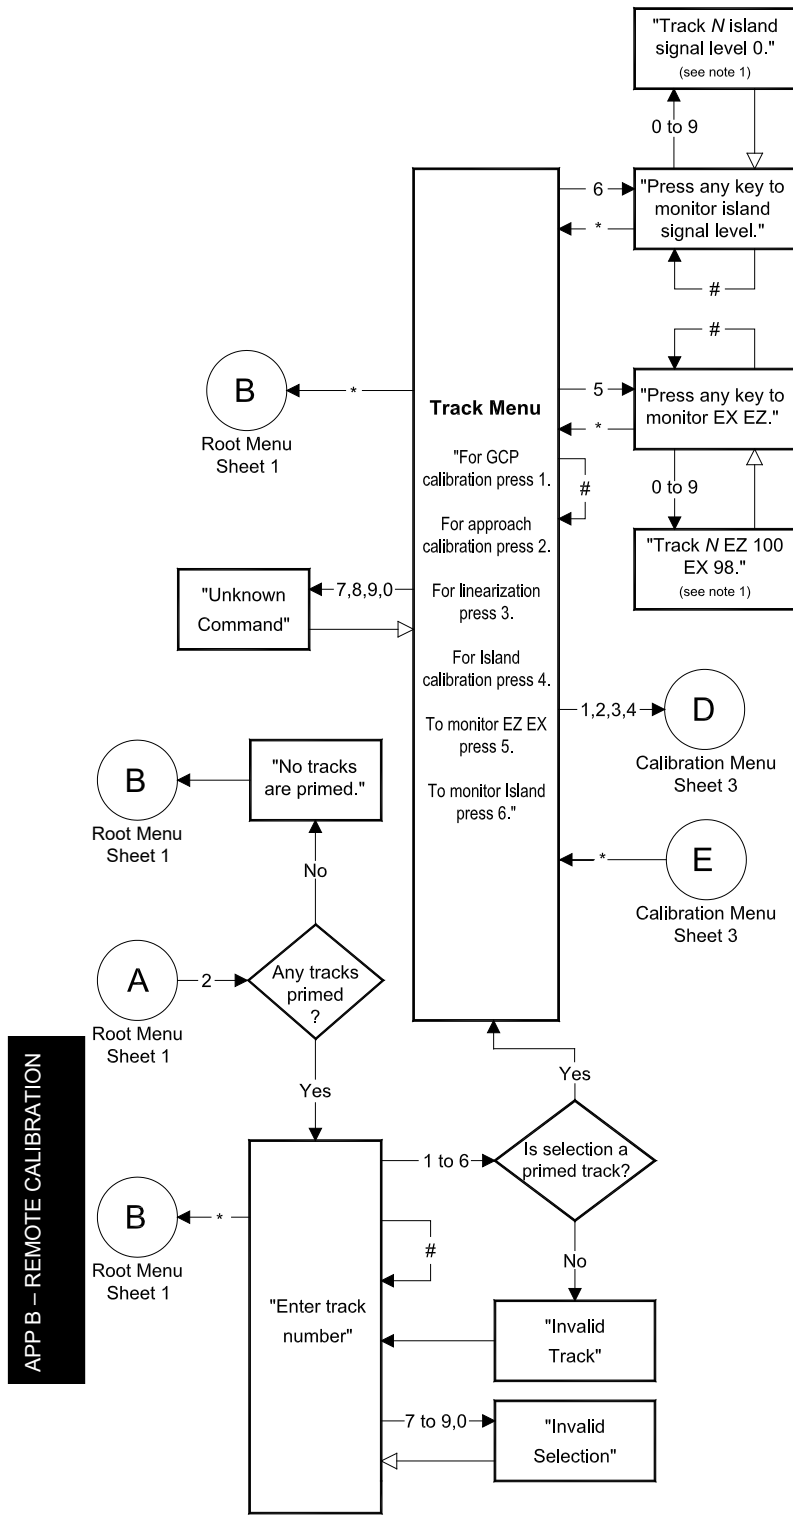 "Track N island
signal level 0."
(see note 1)
0 to 9
6
*
"Press any key to
monitor island
signal level."
#
#
5
*
"Press any key to
monitor EX EZ."
0 to 9
"Track N EZ 100
EX 98."
(see note 1)
B
*
Root Menu
Sheet 1
Track Menu
"For GCP
calibration press 1.
For approach
calibration press 2.
For linearization
press 3.
For Island
calibration press 4.
To monitor EZ EX
press 5.
To monitor Island
press 6."
#
"Unknown
Command"
7,8,9,0
1,2,3,4
D
Calibration Menu
Sheet 3
B
Root Menu
Sheet 1
"No tracks
are primed."
No
*
E
Calibration Menu
Sheet 3
A
2
Root Menu
Sheet 1
Any tracks
primed
?
Yes
Yes
APP B – REMOTE CALIBRATION
1 to 6
Is selection a
primed track?
B
*
Root Menu
Sheet 1
#
No
"Enter track
number"
"Invalid
Track"
7 to 9,0
"Invalid
Selection"